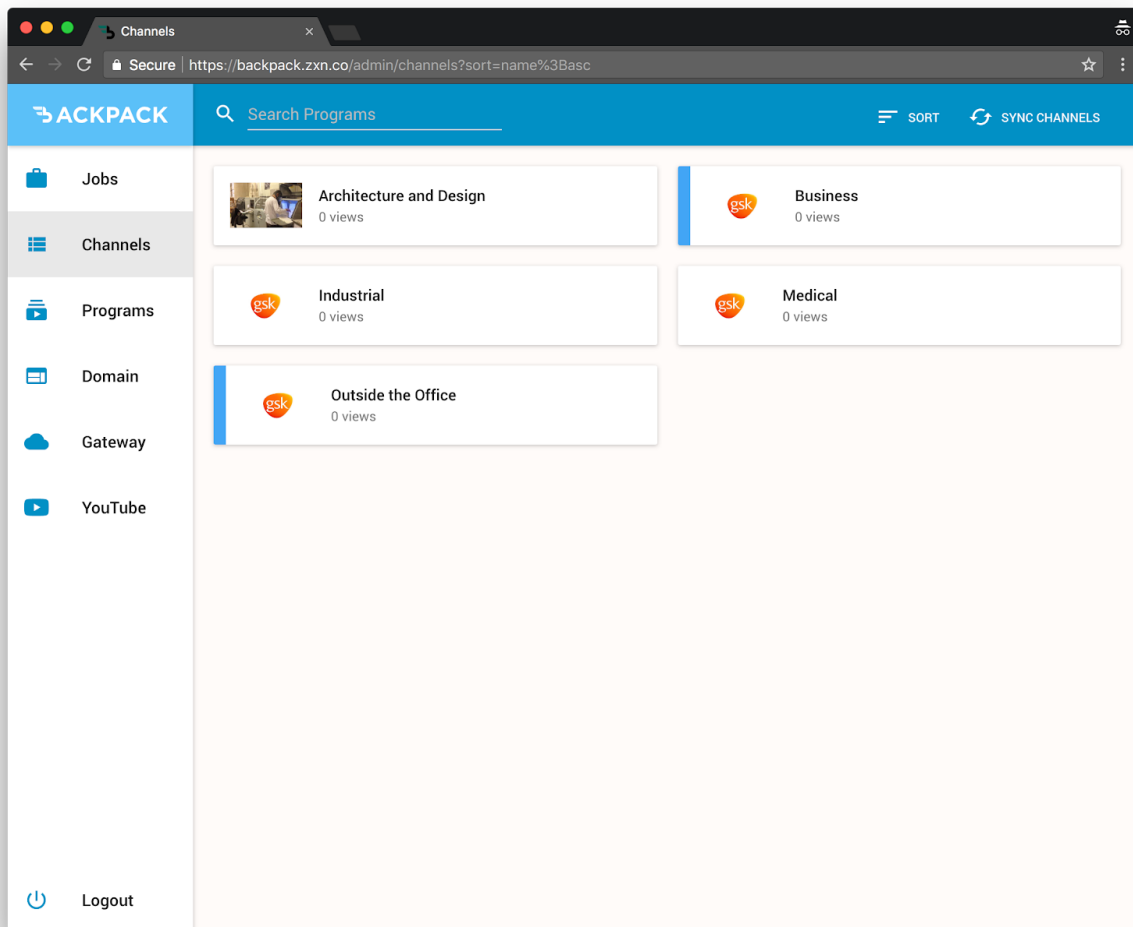 Channels
Secure https://backpack.zxn.co/admin/channels?sort=name%3Basc
BACKPACK
Search Programs
SORT
SYNC CHANNELS
Jobs
Channels
Programs
Domain
Gateway
YouTube
Logout
Architecture and Design
0 views
gsk
Business
0 views
gsk
Industrial
0 views
gsk
Medical
0 views
gsk
Outside the Office
0 views